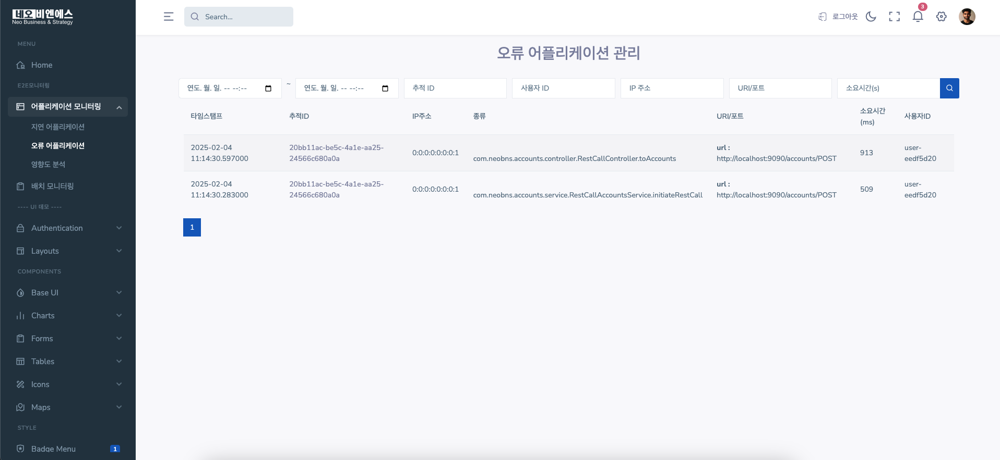 네오비엔에스
Neo Business & Strategy
MENU
Home
E2E모니터링
어플리케이션 모니터링
지연 어플리케이션
오류 어플리케이션
영향도 분석
배치 모니터링
---- UI 데모 ----
Authentication
Layouts
COMPONENTS
Base UI
Charts
Forms
Tables
Icons
Maps
STYLE
Badge Menu 1
Search...
로그아웃
3
오류 어플리케이션 관리
연도. 월. 일. -- --:-- ~ 연도. 월. 일. -- --:-- 추적 ID 사용자 ID IP 주소 URI/포트 소요시간(s)
타임스탬프 추적ID IP주소 종류 URI/포트 소요시간 (ms) 사용자ID
2025-02-04 20bb11ac-be5c-4a1e-aa25- url : user-
11:14:30.597000 24566c680a0a 0:0:0:0:0:0:0:1 com.neobns.accounts.controller.RestCallController.toAccounts http://localhost:9090/accounts/POST 913 eedf5d20
2025-02-04 20bb11ac-be5c-4a1e-aa25- url : user-
11:14:30.283000 24566c680a0a 0:0:0:0:0:0:0:1 com.neobns.accounts.service.RestCallAccountsService.initiateRestCall http://localhost:9090/accounts/POST 509 eedf5d20
1